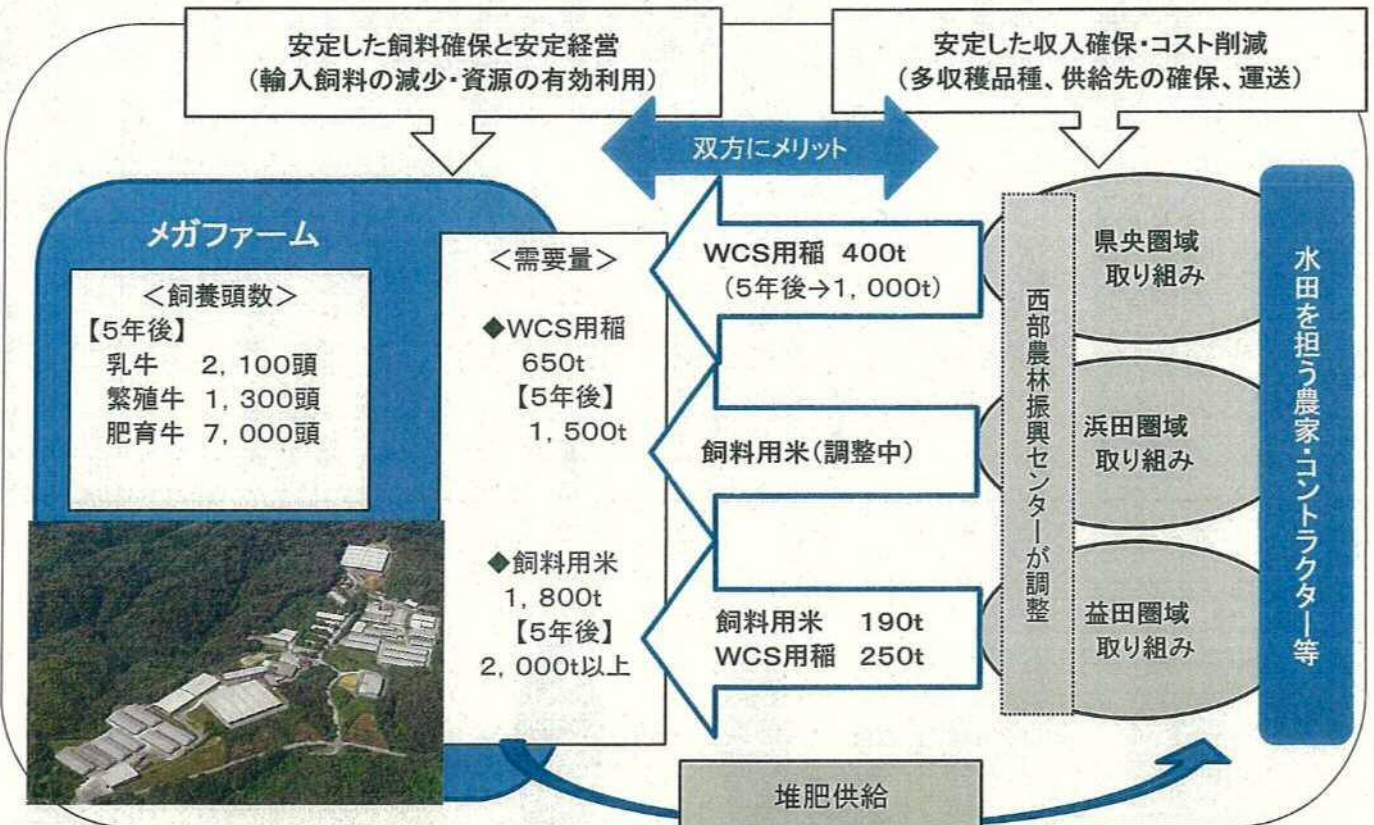 安定した飼料確保と安定経営
(輸入飼料の減少・資源の有効利用)
安定した収入確保・コスト削減
(多収穫品種、供給先の確保、運送)
双方にメリット
メガファーム
<飼養頭数>
【5年後】
乳牛 2,100頭
繁殖牛 1,300頭
肥育牛 7,000頭
<需要量>
◆WCS用稲
650t
【5年後】
1,500t
◆飼料用米
1,800t
【5年後】
2,000t以上
WCS用稲 400t
(5年後→1,000t)
飼料用米(調整中)
飼料用米 190t
WCS用稲 250t
西部農林振興センターが調整
県央圏域
取り組み
浜田圏域
取り組み
益田圏域
取り組み
水田を担う農家・コントラクター等
堆肥供給